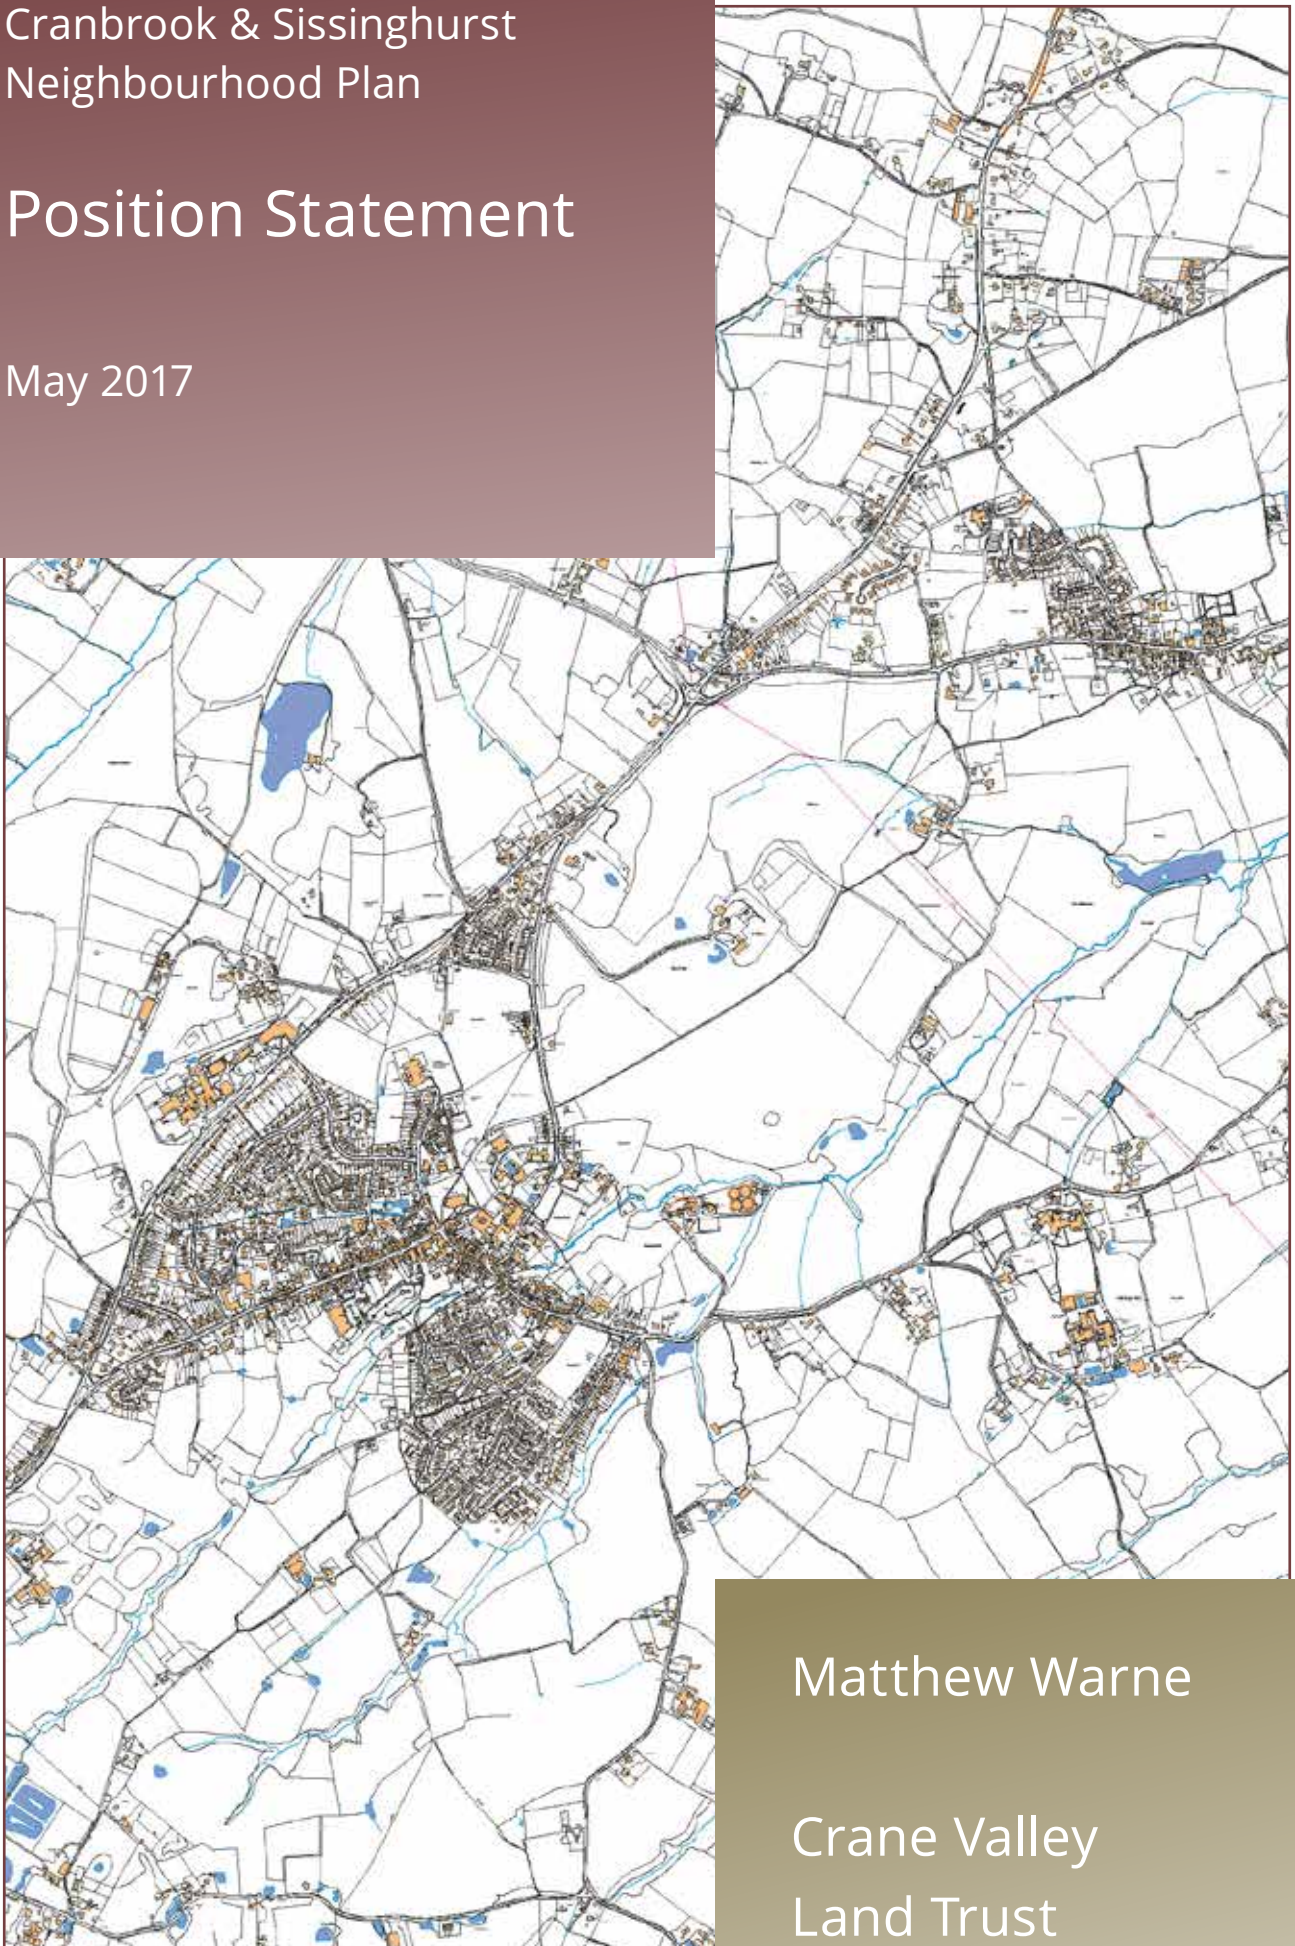 Cranbrook & Sissinghurst
Neighbourhood Plan
Position Statement
May 2017
Matthew Warne
Crane Valley
Land Trust